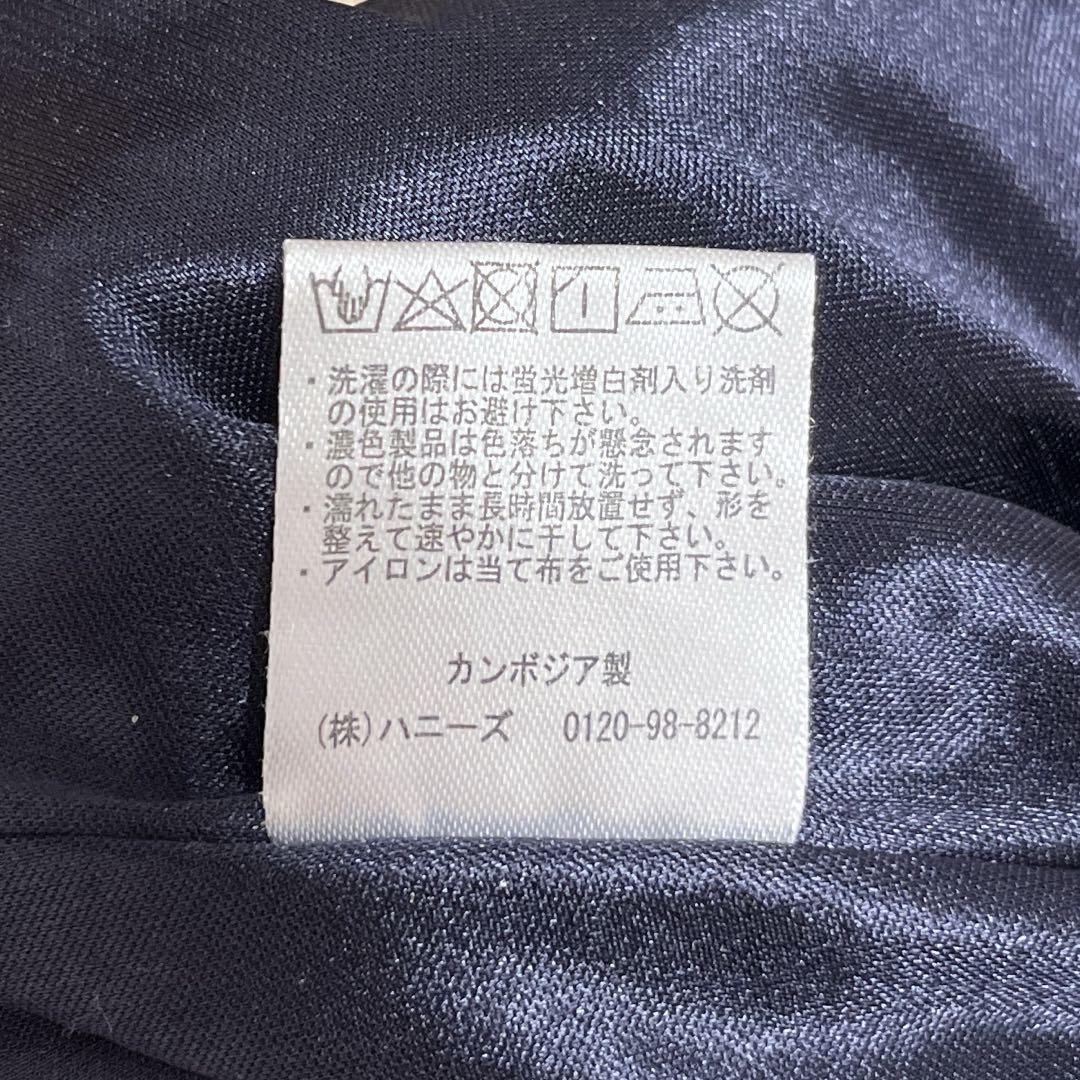 ・洗濯の際には蛍光増白剤入り洗剤
の使用はお避け下さい。
・濃色製品は色落ちが懸念されます
ので他の物と分けて洗って下さい。
・濡れたまま長時間放置せず、形を
整えて速やかに干して下さい。
・アイロンは当て布をご使用下さい。
カンボジア製
(株)ハニーズ 0120-98-8212